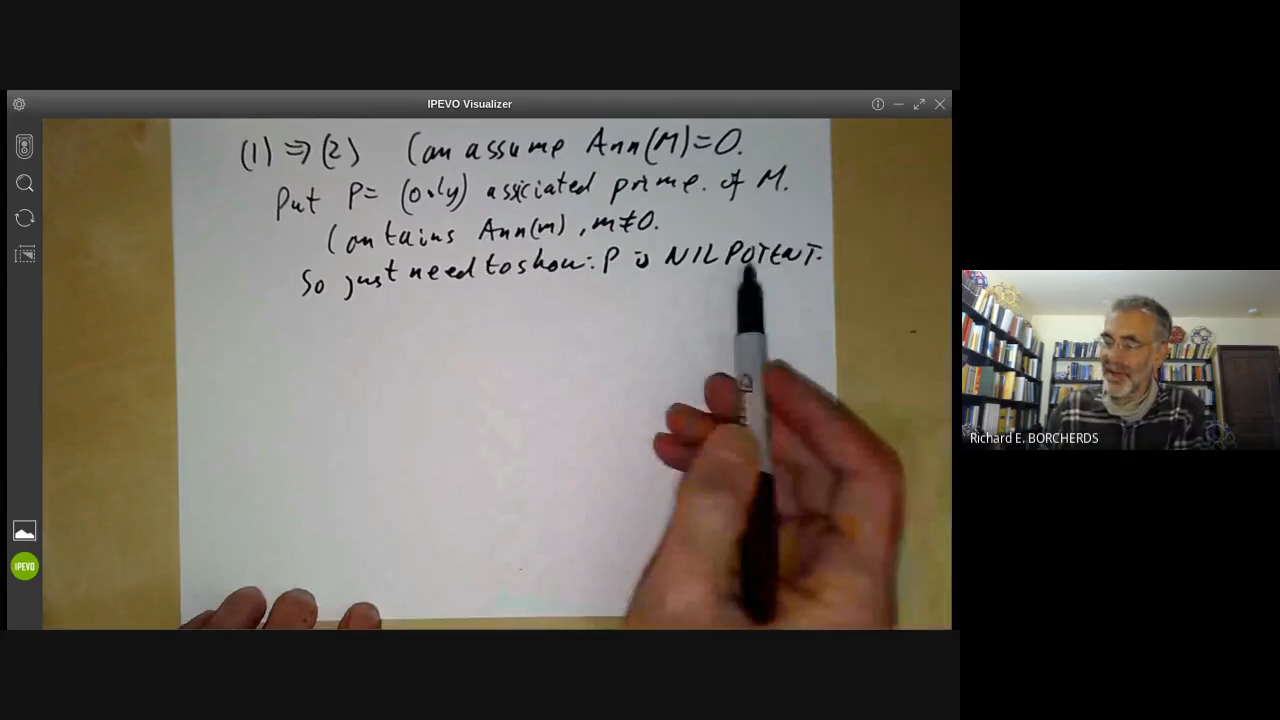 IPEVO Visualizer
(1) ⇒ (2) Can assume Ann(M)=0.
Put P = (only) associated prime. of M.
Contains Ann(m), m≠0.
So just need to show: P is NILPOTENT.
IPEVO
Richard E. BORCHERDS